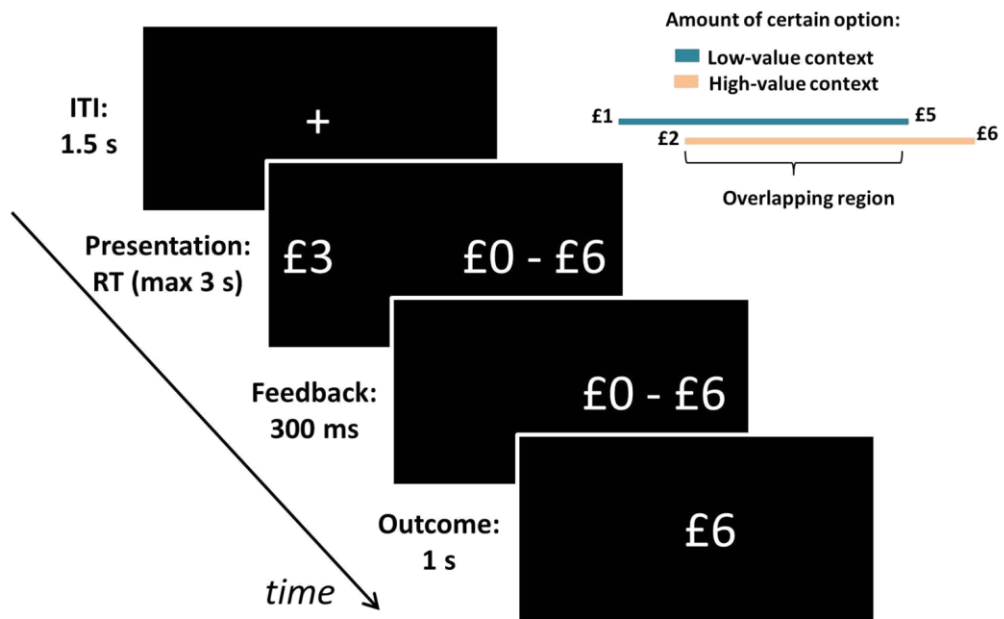 Amount of certain option:
Low-value context
High-value context
£1
£5
£2
£6
Overlapping region
ITI:
1.5 s
+
Presentation:
RT (max 3 s)
£3 £0 - £6
Feedback:
300 ms
£0 - £6
Outcome:
1 s
£6
time